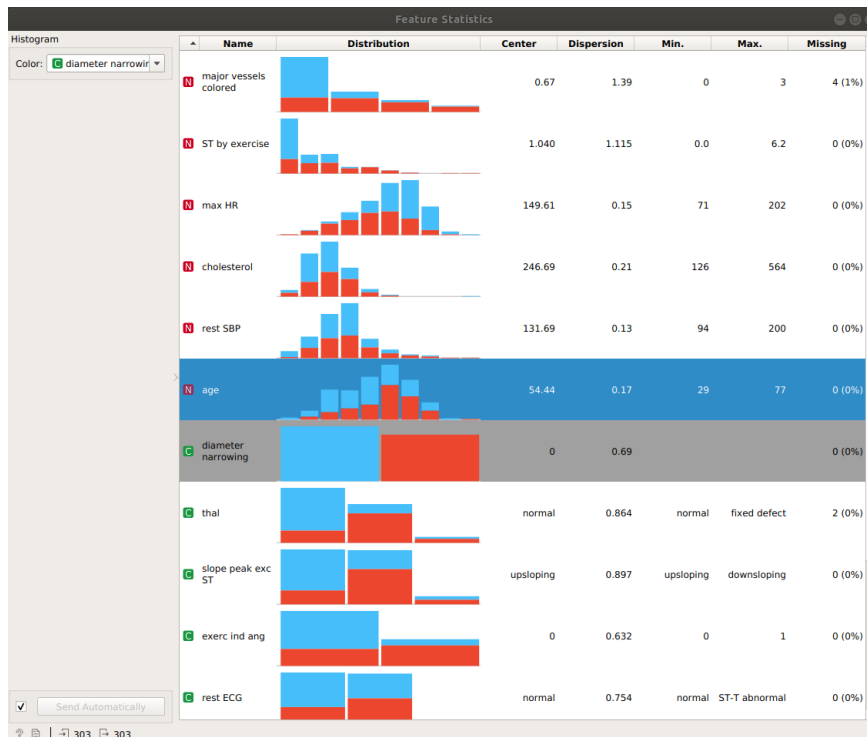 Feature Statistics
Histogram
Color: C diameter narrowir
Name Distribution Center Dispersion Min. Max. Missing
N major vessels colored 0.67 1.39 0 3 4 (1%)
N ST by exercise 1.040 1.115 0.0 6.2 0 (0%)
N max HR 149.61 0.15 71 202 0 (0%)
N cholesterol 246.69 0.21 126 564 0 (0%)
N rest SBP 131.69 0.13 94 200 0 (0%)
N age 54.44 0.17 29 77 0 (0%)
C diameter narrowing 0 0.69 0 (0%)
C thal normal 0.864 normal fixed defect 2 (0%)
C slope peak exc ST upsloping 0.897 upsloping downsloping 0 (0%)
C exerc ind ang 0 0.632 0 1 0 (0%)
C rest ECG normal 0.754 normal ST-T abnormal 0 (0%)
Send Automatically
303 303